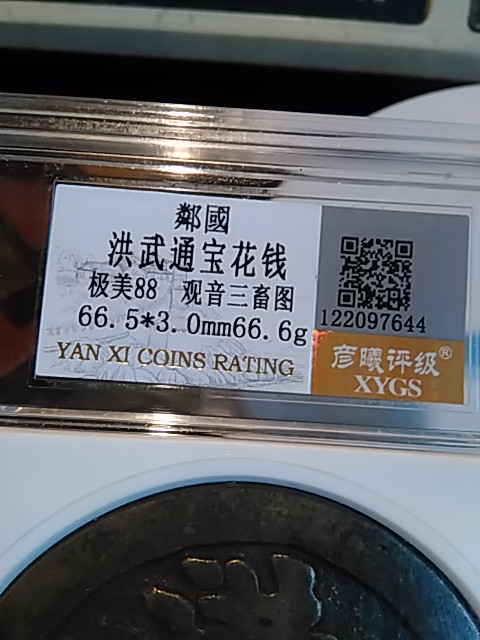 鄰國
洪武通宝花钱
极美88 观音三畜图
66.5*3.0mm66.6g
YAN XI COINS RATING
122097644
彦曦评级®
XYGS